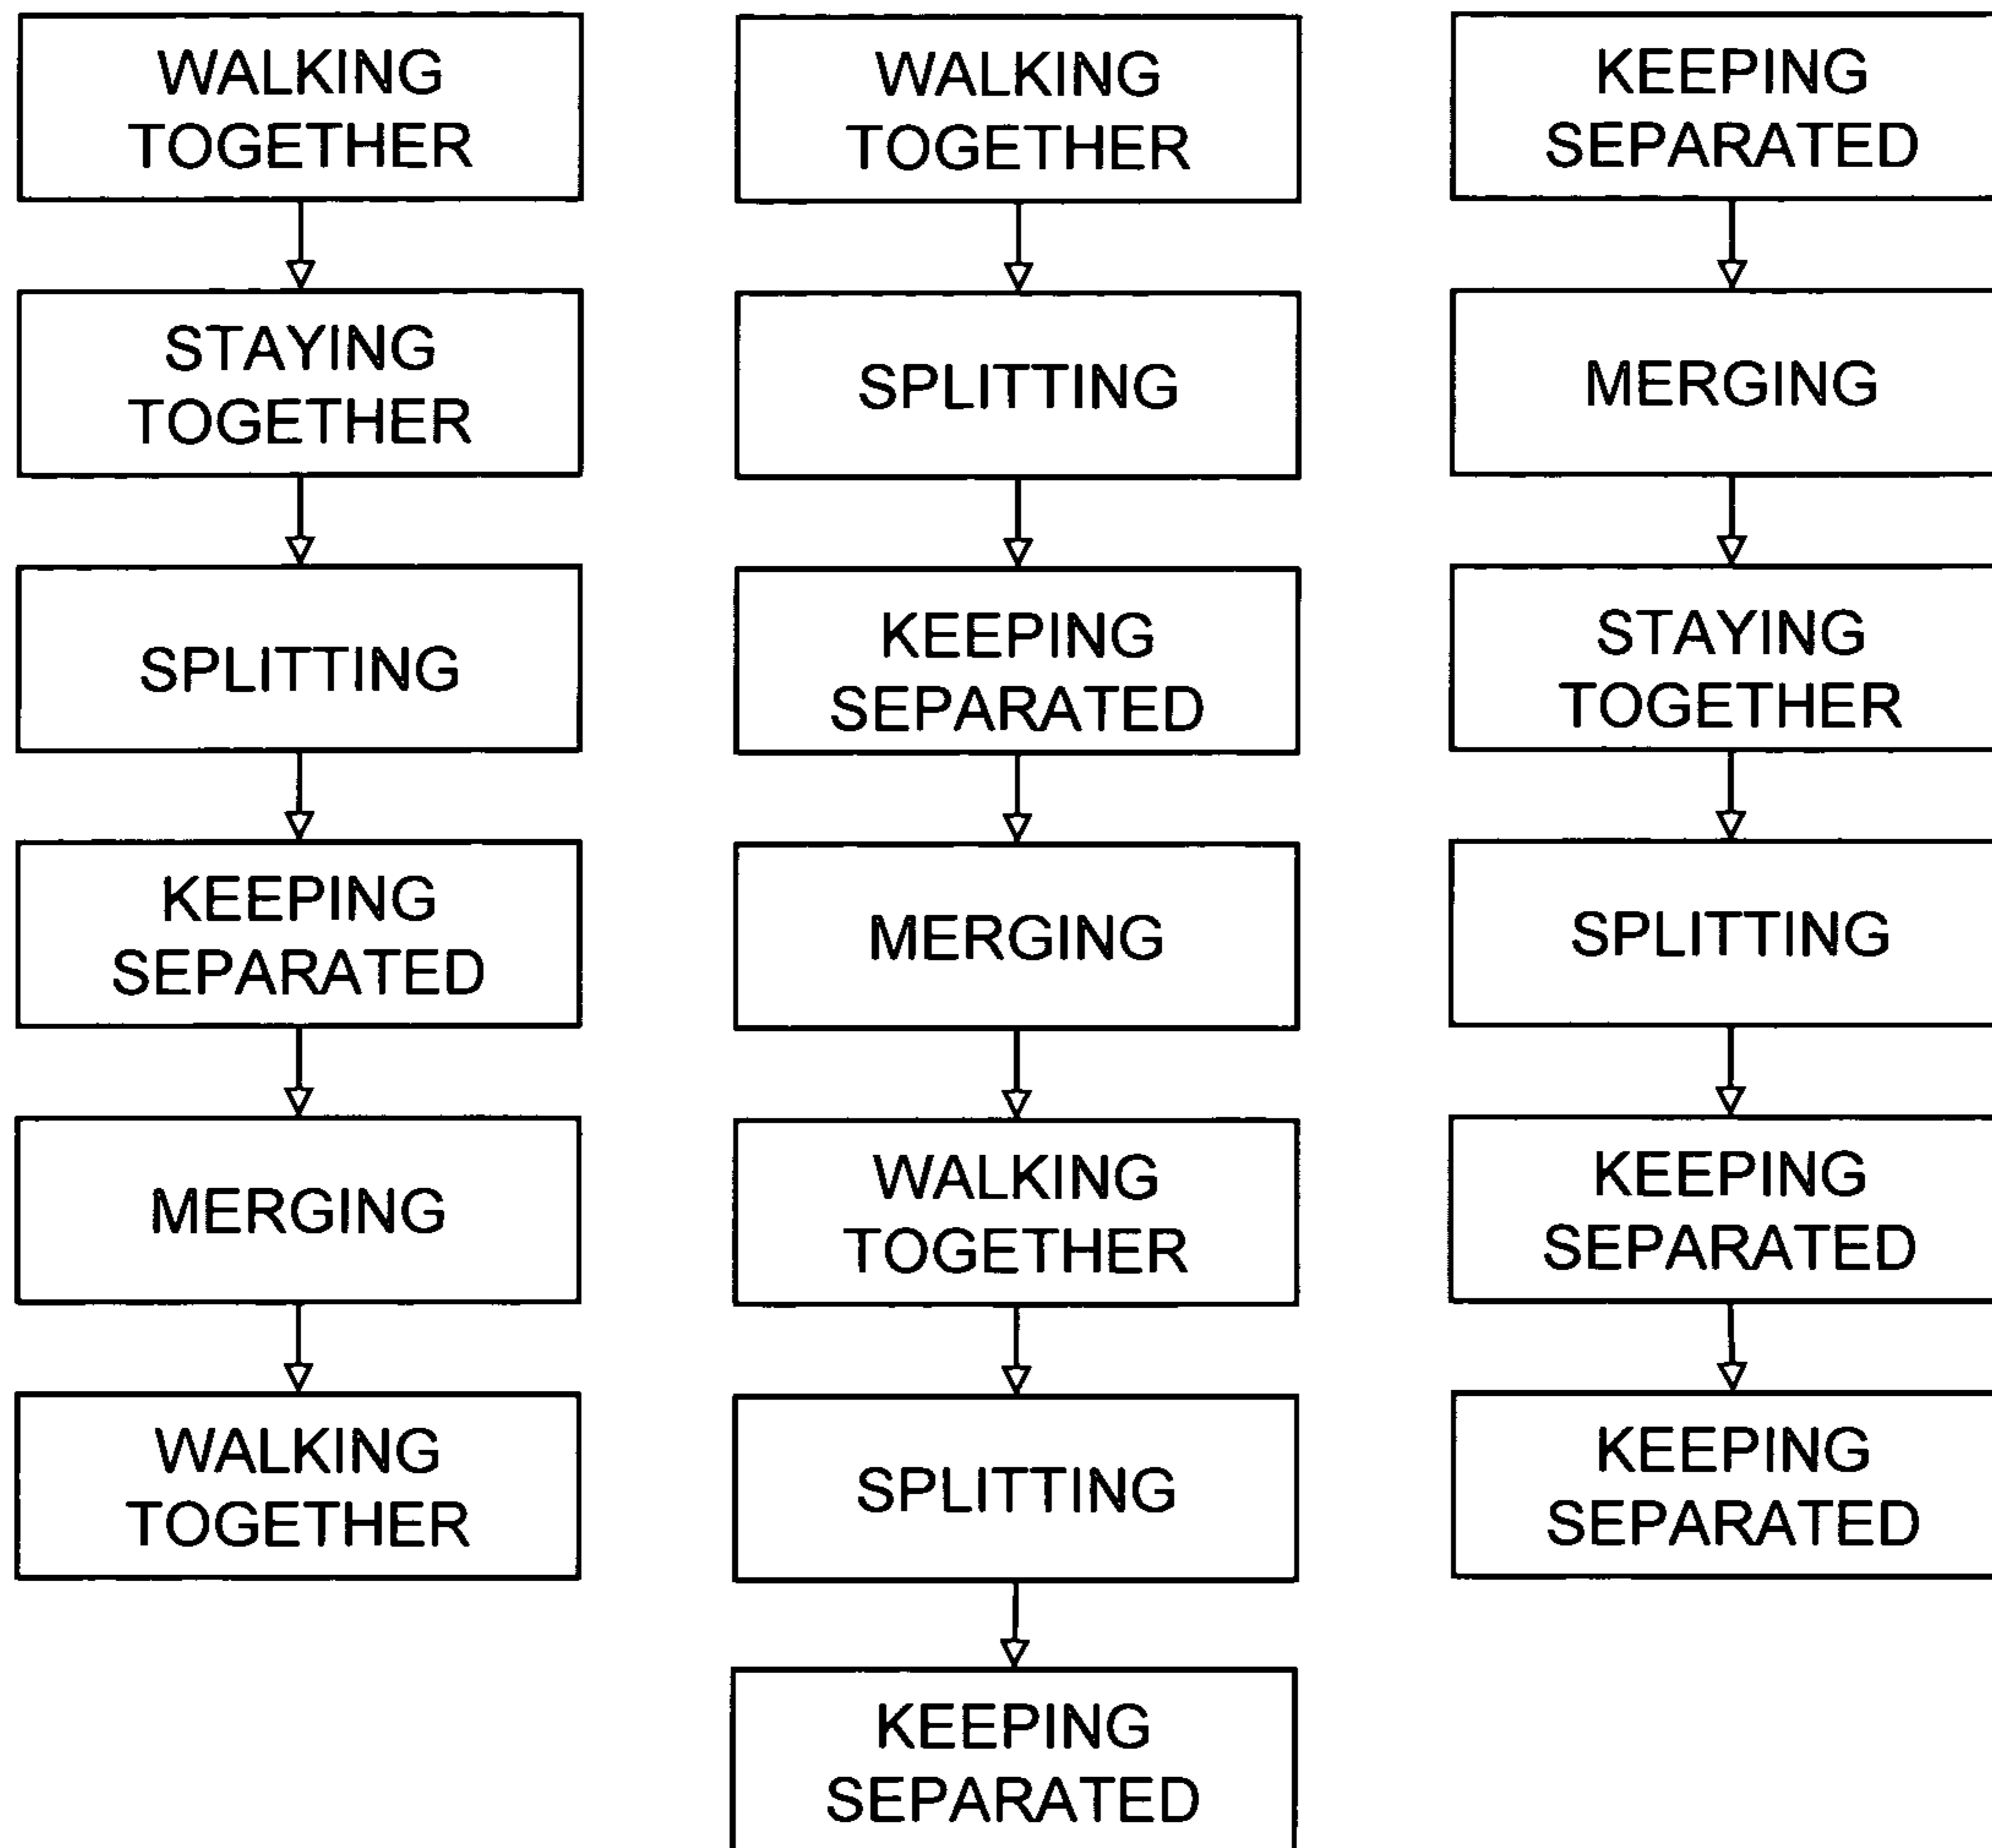 WALKING
TOGETHER
STAYING
TOGETHER
SPLITTING
KEEPING
SEPARATED
MERGING
WALKING
TOGETHER
WALKING
TOGETHER
SPLITTING
KEEPING
SEPARATED
MERGING
WALKING
TOGETHER
SPLITTING
KEEPING
SEPARATED
KEEPING
SEPARATED
MERGING
STAYING
TOGETHER
SPLITTING
KEEPING
SEPARATED
KEEPING
SEPARATED